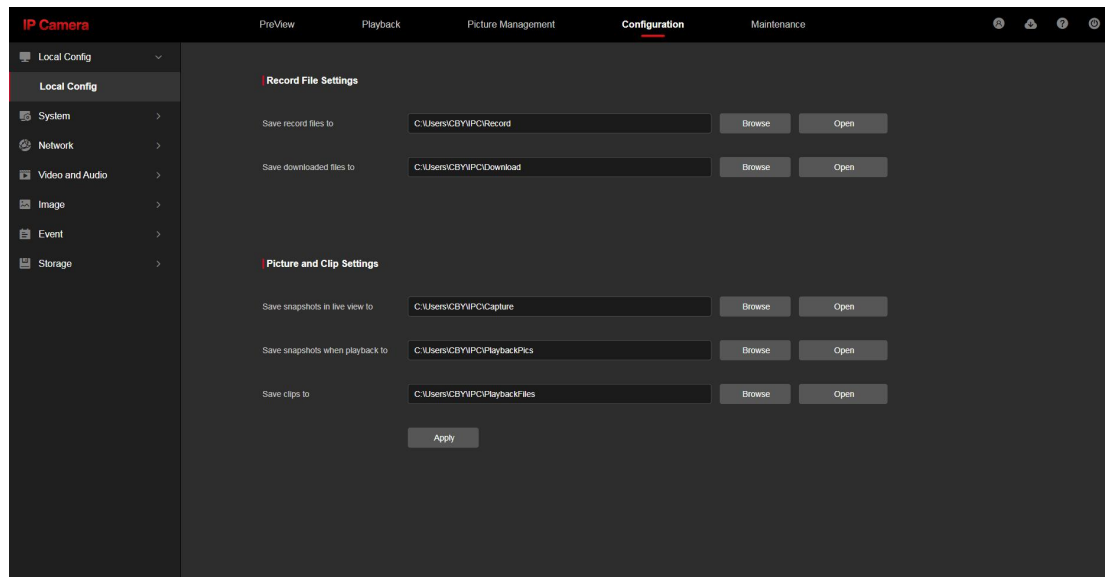 IP Camera PreView Playback Picture Management Configuration Maintenance
Local Config
Local Config
System
Network
Video and Audio
Image
Event
Storage
Record File Settings
Save record files to C:\Users\CBY\IPC\Record Browse Open
Save downloaded files to C:\Users\CBY\IPC\Download Browse Open
Picture and Clip Settings
Save snapshots in live view to C:\Users\CBY\IPC\Capture Browse Open
Save snapshots when playback to C:\Users\CBY\IPC\PlaybackPics Browse Open
Save clips to C:\Users\CBY\IPC\PlaybackFiles Browse Open
Apply